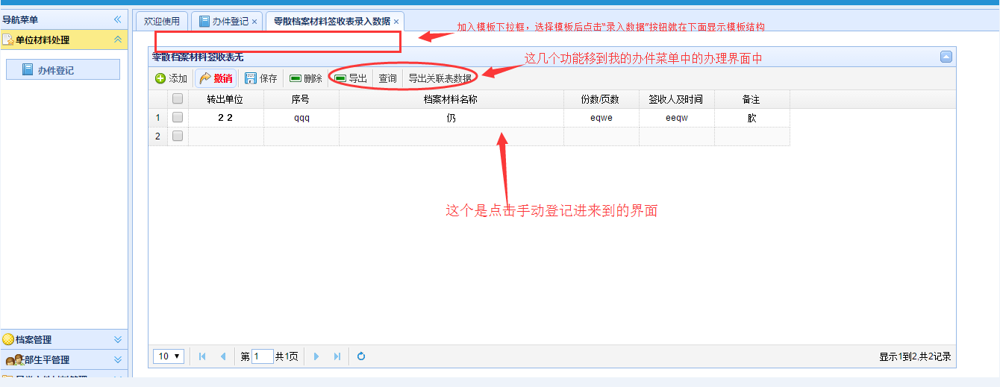 导航菜单
单位材料处理
办件登记
档案管理
部生平管理
欢迎使用
办件登记
零散档案材料签收表录入数据
加入模板下拉框，选择模板后点击“录入数据”按钮就在下面显示模板结构
零散档案材料签收表无
这几个功能移到我的办件菜单中的办理界面中
添加 撤消 保存 删除 导出 查询 导出关联表数据
转出单位 序号 档案材料名称 份数/页数 签收人及时间 备注
1 2 2 qqq 仍 eqwe eeqw 肷
2
这个是点击手动登记进来到的界面
10 第 1 共1页
显示1到2,共2记录